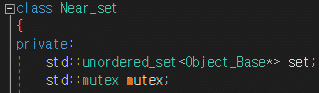 class Near_set
{
private:
std::unordered_set<Object_Base*> set;
std::mutex mutex;